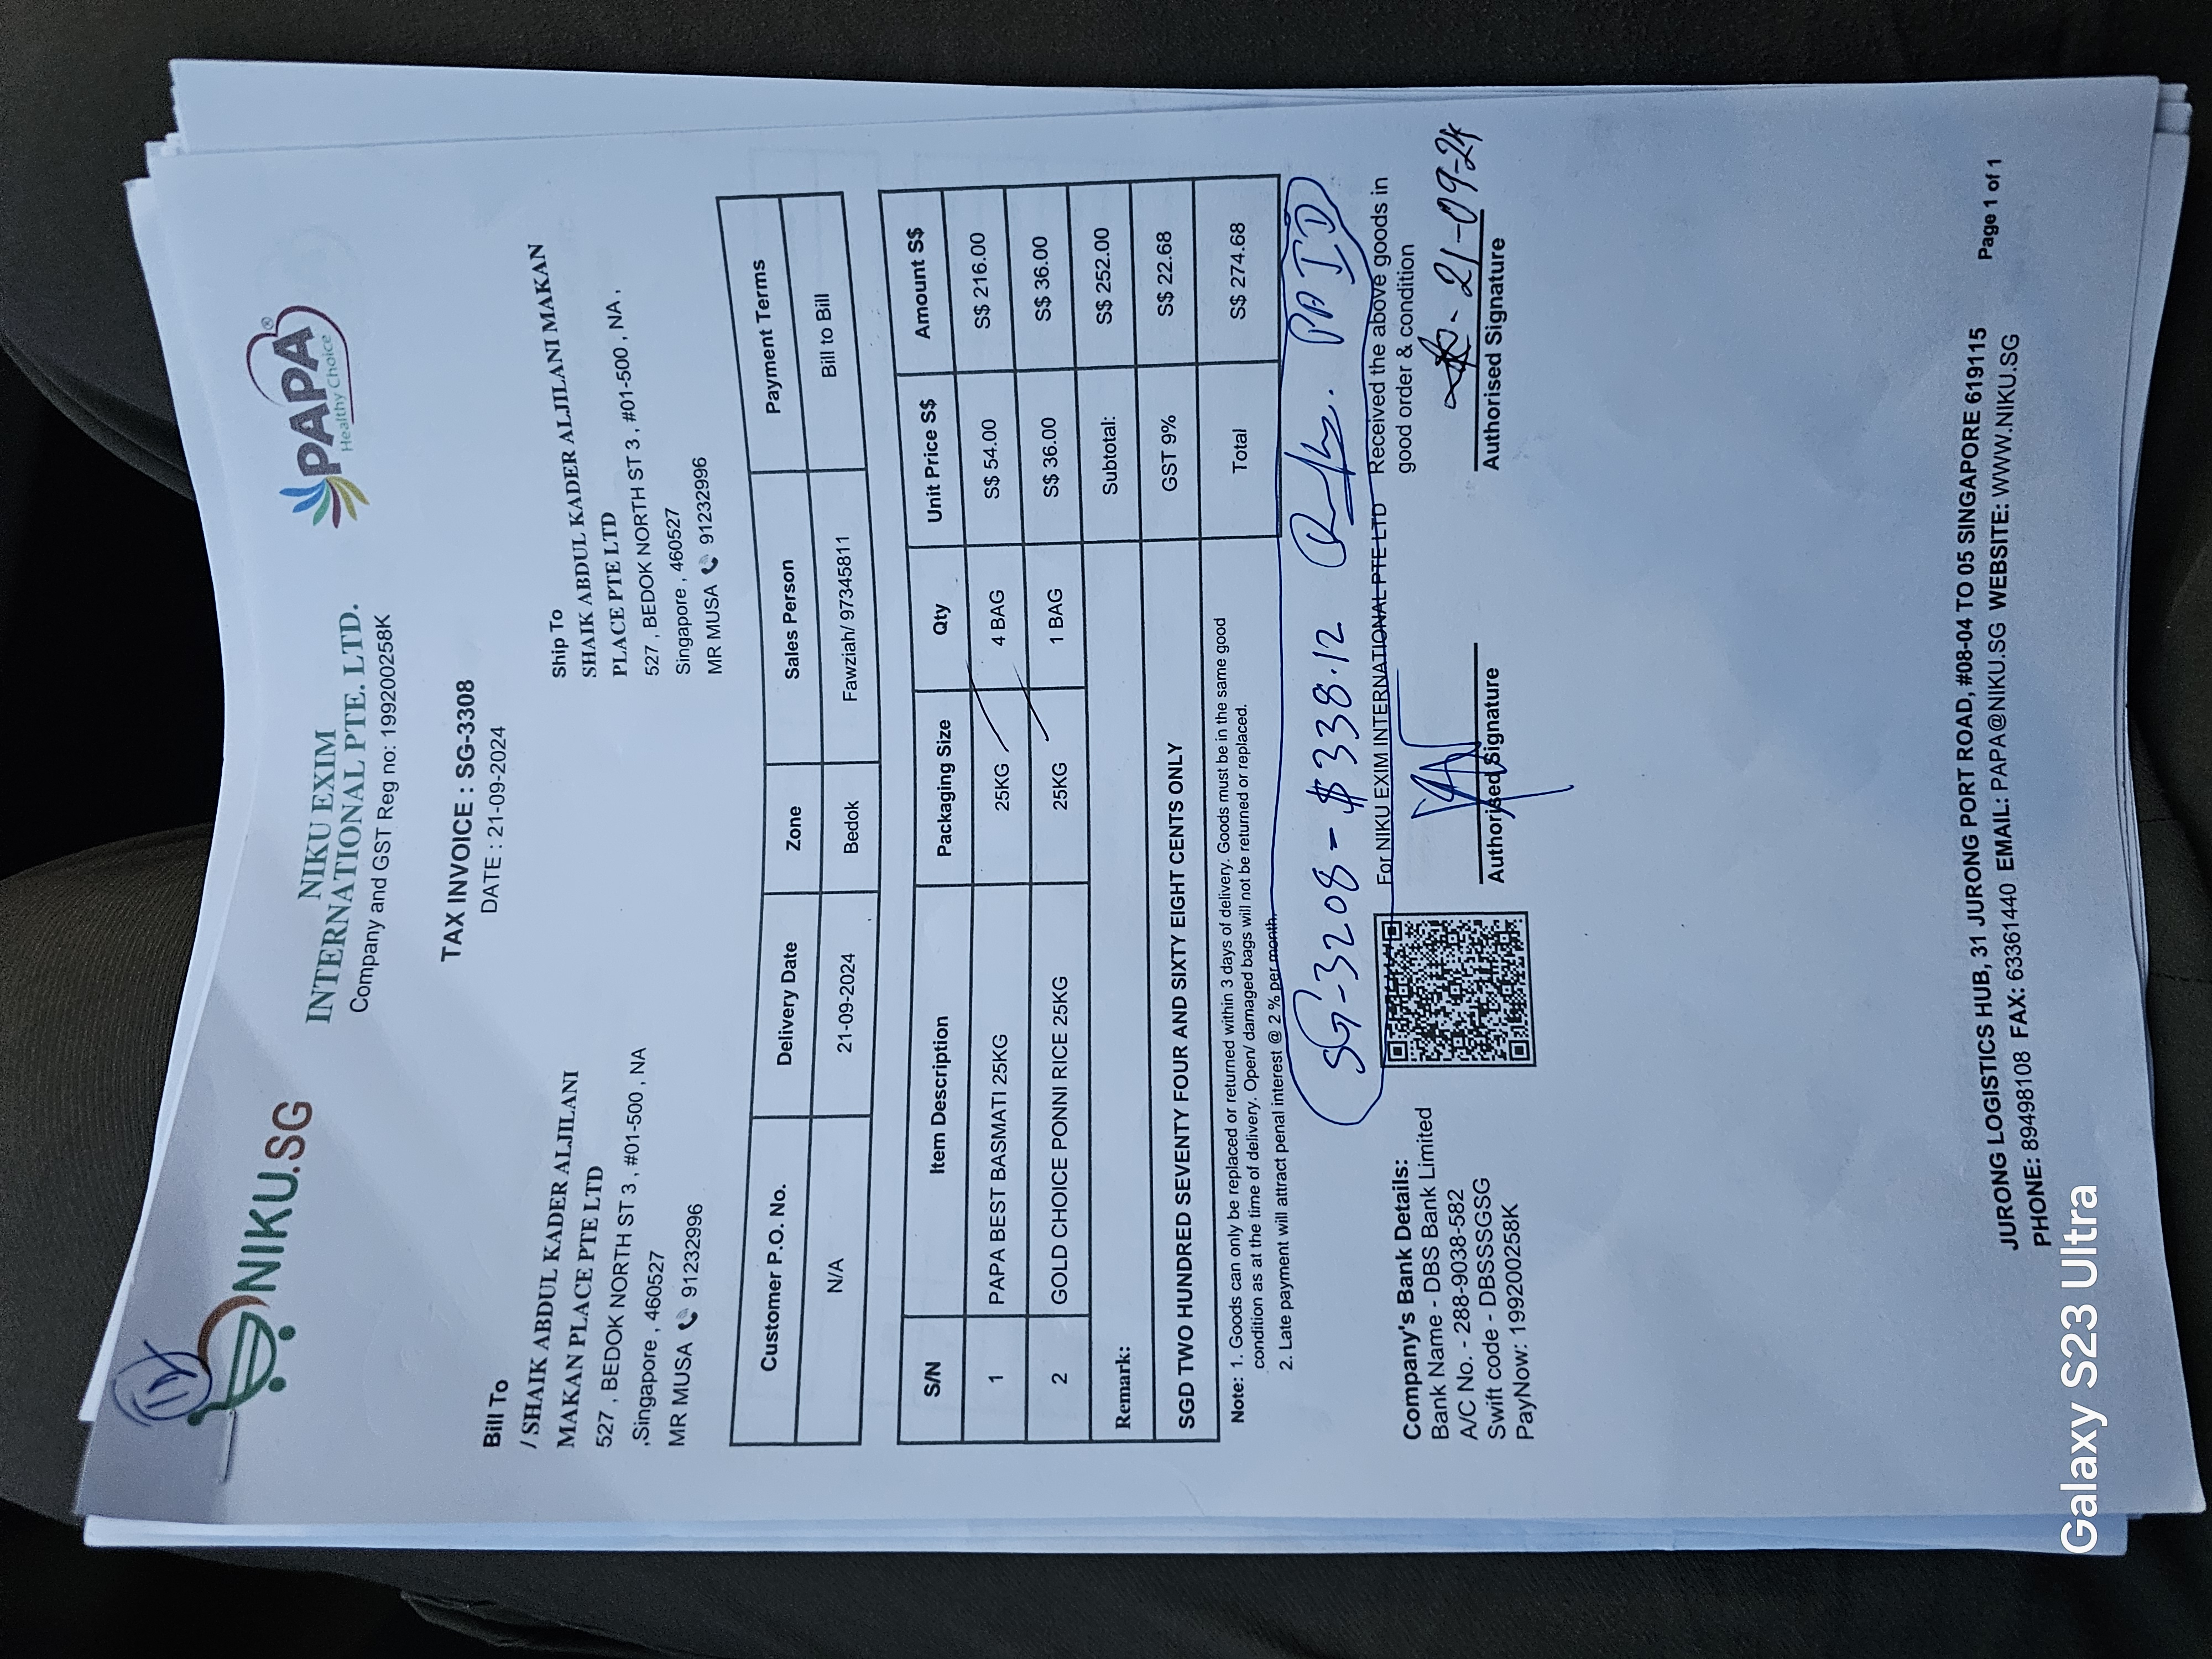 NIKU.SG
NIKU EXIM
INTERNATIONAL PTE. LTD.
Company and GST Reg no: 199200258K
PAPA®
Healthy Choice
TAX INVOICE : SG-3308
DATE : 21-09-2024
Bill To
/ SHAIK ABDUL KADER ALJILANI
MAKAN PLACE PTE LTD
527 , BEDOK NORTH ST 3 , #01-500 , NA
,Singapore , 460527
MR MUSA 91232996
Ship To
SHAIK ABDUL KADER ALJILANI MAKAN
PLACE PTE LTD
527 , BEDOK NORTH ST 3 , #01-500 , NA ,
Singapore , 460527
MR MUSA 91232996
Customer P.O. No. Delivery Date Zone Sales Person Payment Terms
N/A 21-09-2024 Bedok Fawziah/ 97345811 Bill to Bill
S/N Item Description Packaging Size Qty Unit Price S$ Amount S$
1 PAPA BEST BASMATI 25KG 25KG 4 BAG S$ 54.00 S$ 216.00
2 GOLD CHOICE PONNI RICE 25KG 25KG 1 BAG S$ 36.00 S$ 36.00
Remark: Subtotal: S$ 252.00
GST 9% S$ 22.68
SGD TWO HUNDRED SEVENTY FOUR AND SIXTY EIGHT CENTS ONLY Total S$ 274.68
Note: 1. Goods can only be replaced or returned within 3 days of delivery. Goods must be in the same good
condition as at the time of delivery. Open/ damaged bags will not be returned or replaced.
2. Late payment will attract penal interest @ 2 % per month.
SG-3208 - $338.12 PAID
Company's Bank Details:
Bank Name - DBS Bank Limited
A/C No. - 288-9038-582
Swift code - DBSSSGSG
PayNow: 199200258K
For NIKU EXIM INTERNATIONAL PTE LTD
Authorised Signature
Received the above goods in
good order & condition
21-09-24
Authorised Signature
JURONG LOGISTICS HUB, 31 JURONG PORT ROAD, #08-04 TO 05 SINGAPORE 619115
PHONE: 89498108 FAX: 63361440 EMAIL: PAPA@NIKU.SG WEBSITE: WWW.NIKU.SG
Page 1 of 1
Galaxy S23 Ultra